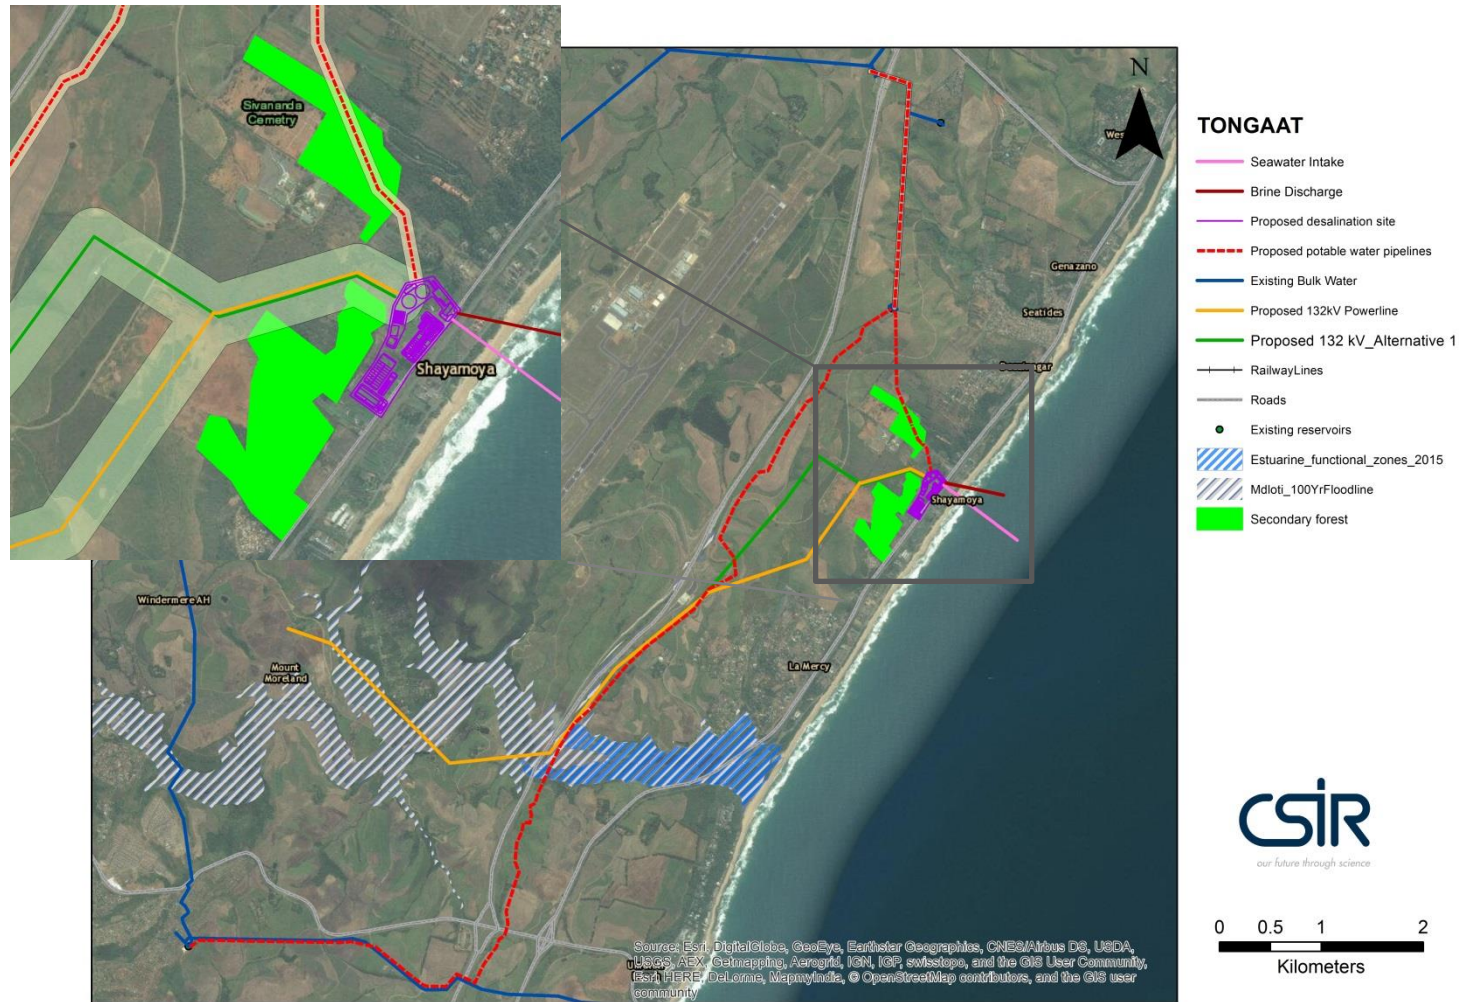 Sivananda
Cemetry
Shayamoya
N
Genazano
Seatides
Shayamoya
Windermere AH
Mount
Moreland
La Mercy
Source: Esri, DigitalGlobe, GeoEye, Earthstar Geographics, CNES/Airbus DS, USDA,
USGS, AEX, Getmapping, Aerogrid, IGN, IGP, swisstopo, and the GIS User Community,
Esri, HERE, DeLorme, MapmyIndia, © OpenStreetMap contributors, and the GIS user
community
TONGAAT
Seawater Intake
Brine Discharge
Proposed desalination site
Proposed potable water pipelines
Existing Bulk Water
Proposed 132kV Powerline
Proposed 132 kV_Alternative 1
RailwayLines
Roads
Existing reservoirs
Estuarine_functional_zones_2015
Mdloti_100YrFloodline
Secondary forest
CSIR
our future through science
0 0.5 1 2
Kilometers